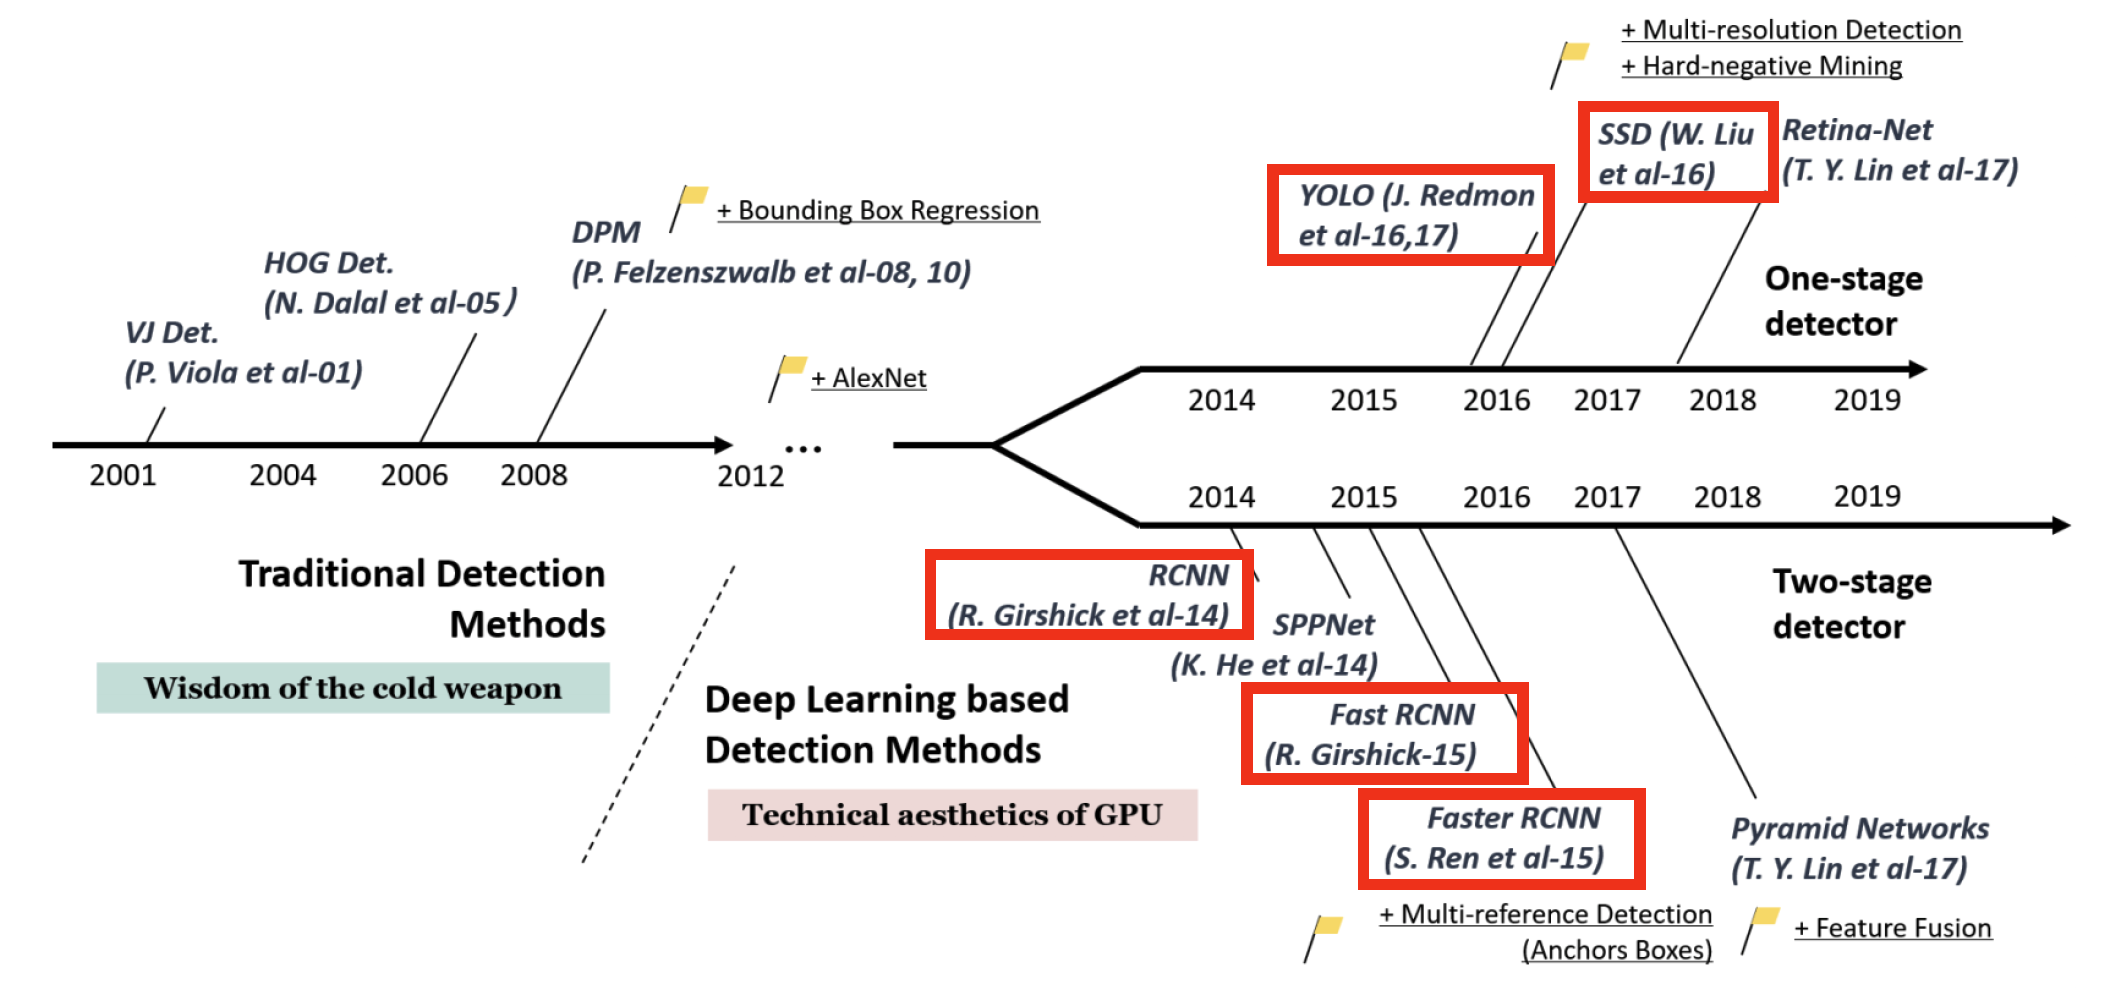 + Multi-resolution Detection
+ Hard-negative Mining
SSD (W. Liu
et al-16)
Retina-Net
(T. Y. Lin et al-17)
YOLO (J. Redmon
et al-16,17)
+ Bounding Box Regression
DPM
(P. Felzenszwalb et al-08, 10)
HOG Det.
(N. Dalal et al-05)
VJ Det.
(P. Viola et al-01)
+ AlexNet
One-stage
detector
2014 2015 2016 2017 2018 2019
...
2001 2004 2006 2008 2012
2014 2015 2016 2017 2018 2019
Traditional Detection
Methods
Wisdom of the cold weapon
Deep Learning based
Detection Methods
Technical aesthetics of GPU
RCNN
(R. Girshick et al-14)
SPPNet
(K. He et al-14)
Fast RCNN
(R. Girshick-15)
Faster RCNN
(S. Ren et al-15)
+ Multi-reference Detection
(Anchors Boxes)
Two-stage
detector
Pyramid Networks
(T. Y. Lin et al-17)
+ Feature Fusion